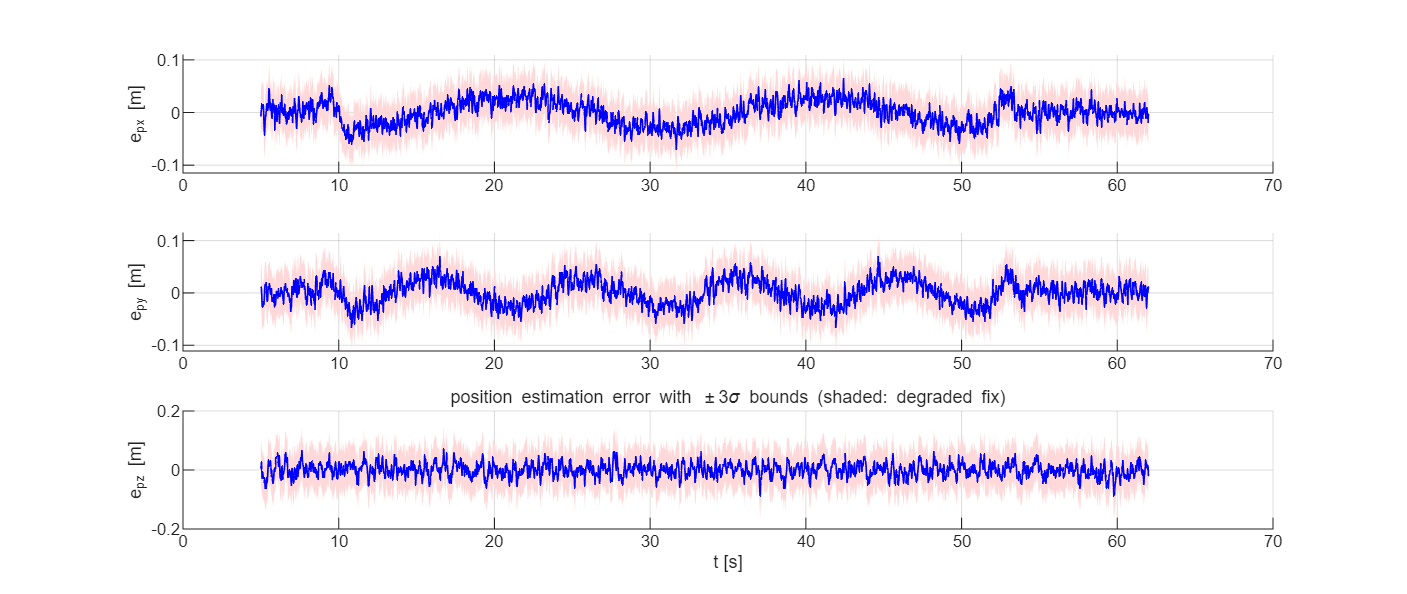 0.1
0
-0.1
e_px [m]
0 10 20 30 40 50 60 70
0.1
0
-0.1
e_py [m]
0 10 20 30 40 50 60 70
position estimation error with ±3σ bounds (shaded: degraded fix)
0.2
0
-0.2
e_pz [m]
0 10 20 30 40 50 60 70
t [s]